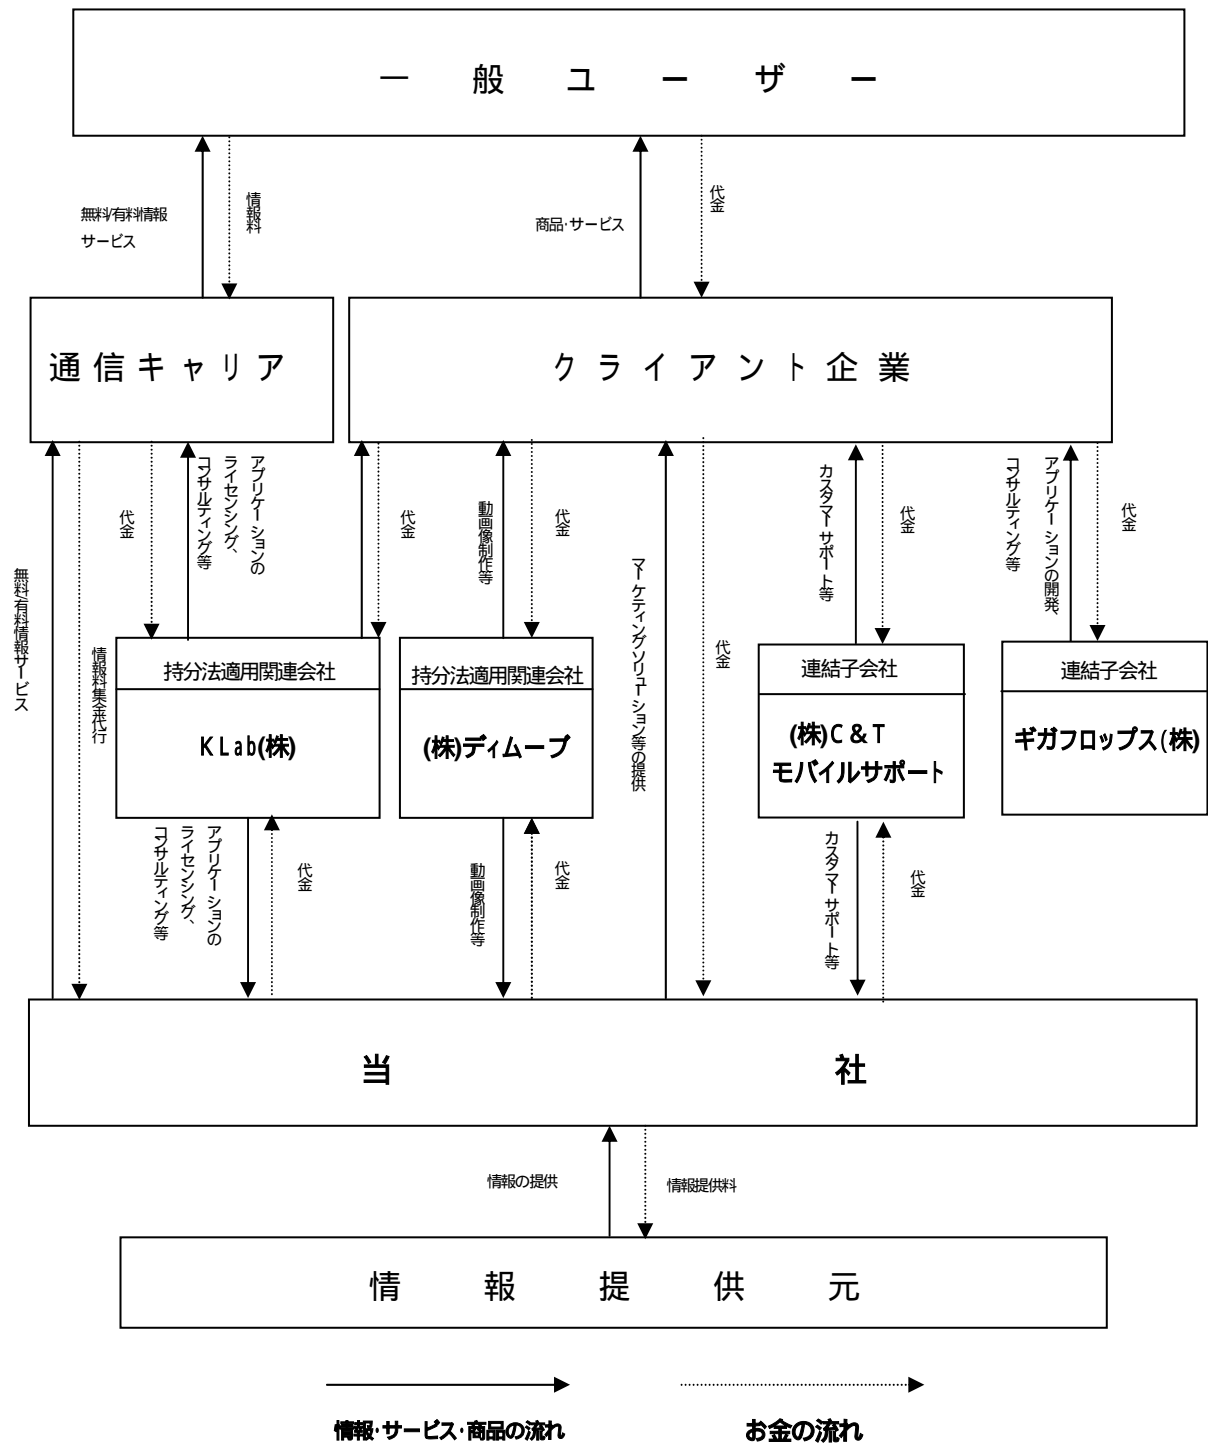 一般ユーザー
無料/有料情報
サービス
情報料
商品・サービス
代金
通信キャリア
クライアント企業
無料/有料情報サービス
情報料集金代行
代金
アプリケーションの
ライセンシング、
コンサルティング等
代金
動画像制作等
代金
マーケティングソリューション等の提供
代金
カスタマーサポート等
代金
アプリケーションの開発、
コンサルティング等
代金
持分法適用関連会社
KLab(株)
持分法適用関連会社
(株)ディムーブ
連結子会社
(株)C&T
モバイルサポート
連結子会社
ギガフロップス(株)
アプリケーションの
ライセンシング、
コンサルティング等
代金
動画像制作等
代金
カスタマーサポート等
代金
当社
情報の提供
情報提供料
情報提供元
情報・サービス・商品の流れ
お金の流れ